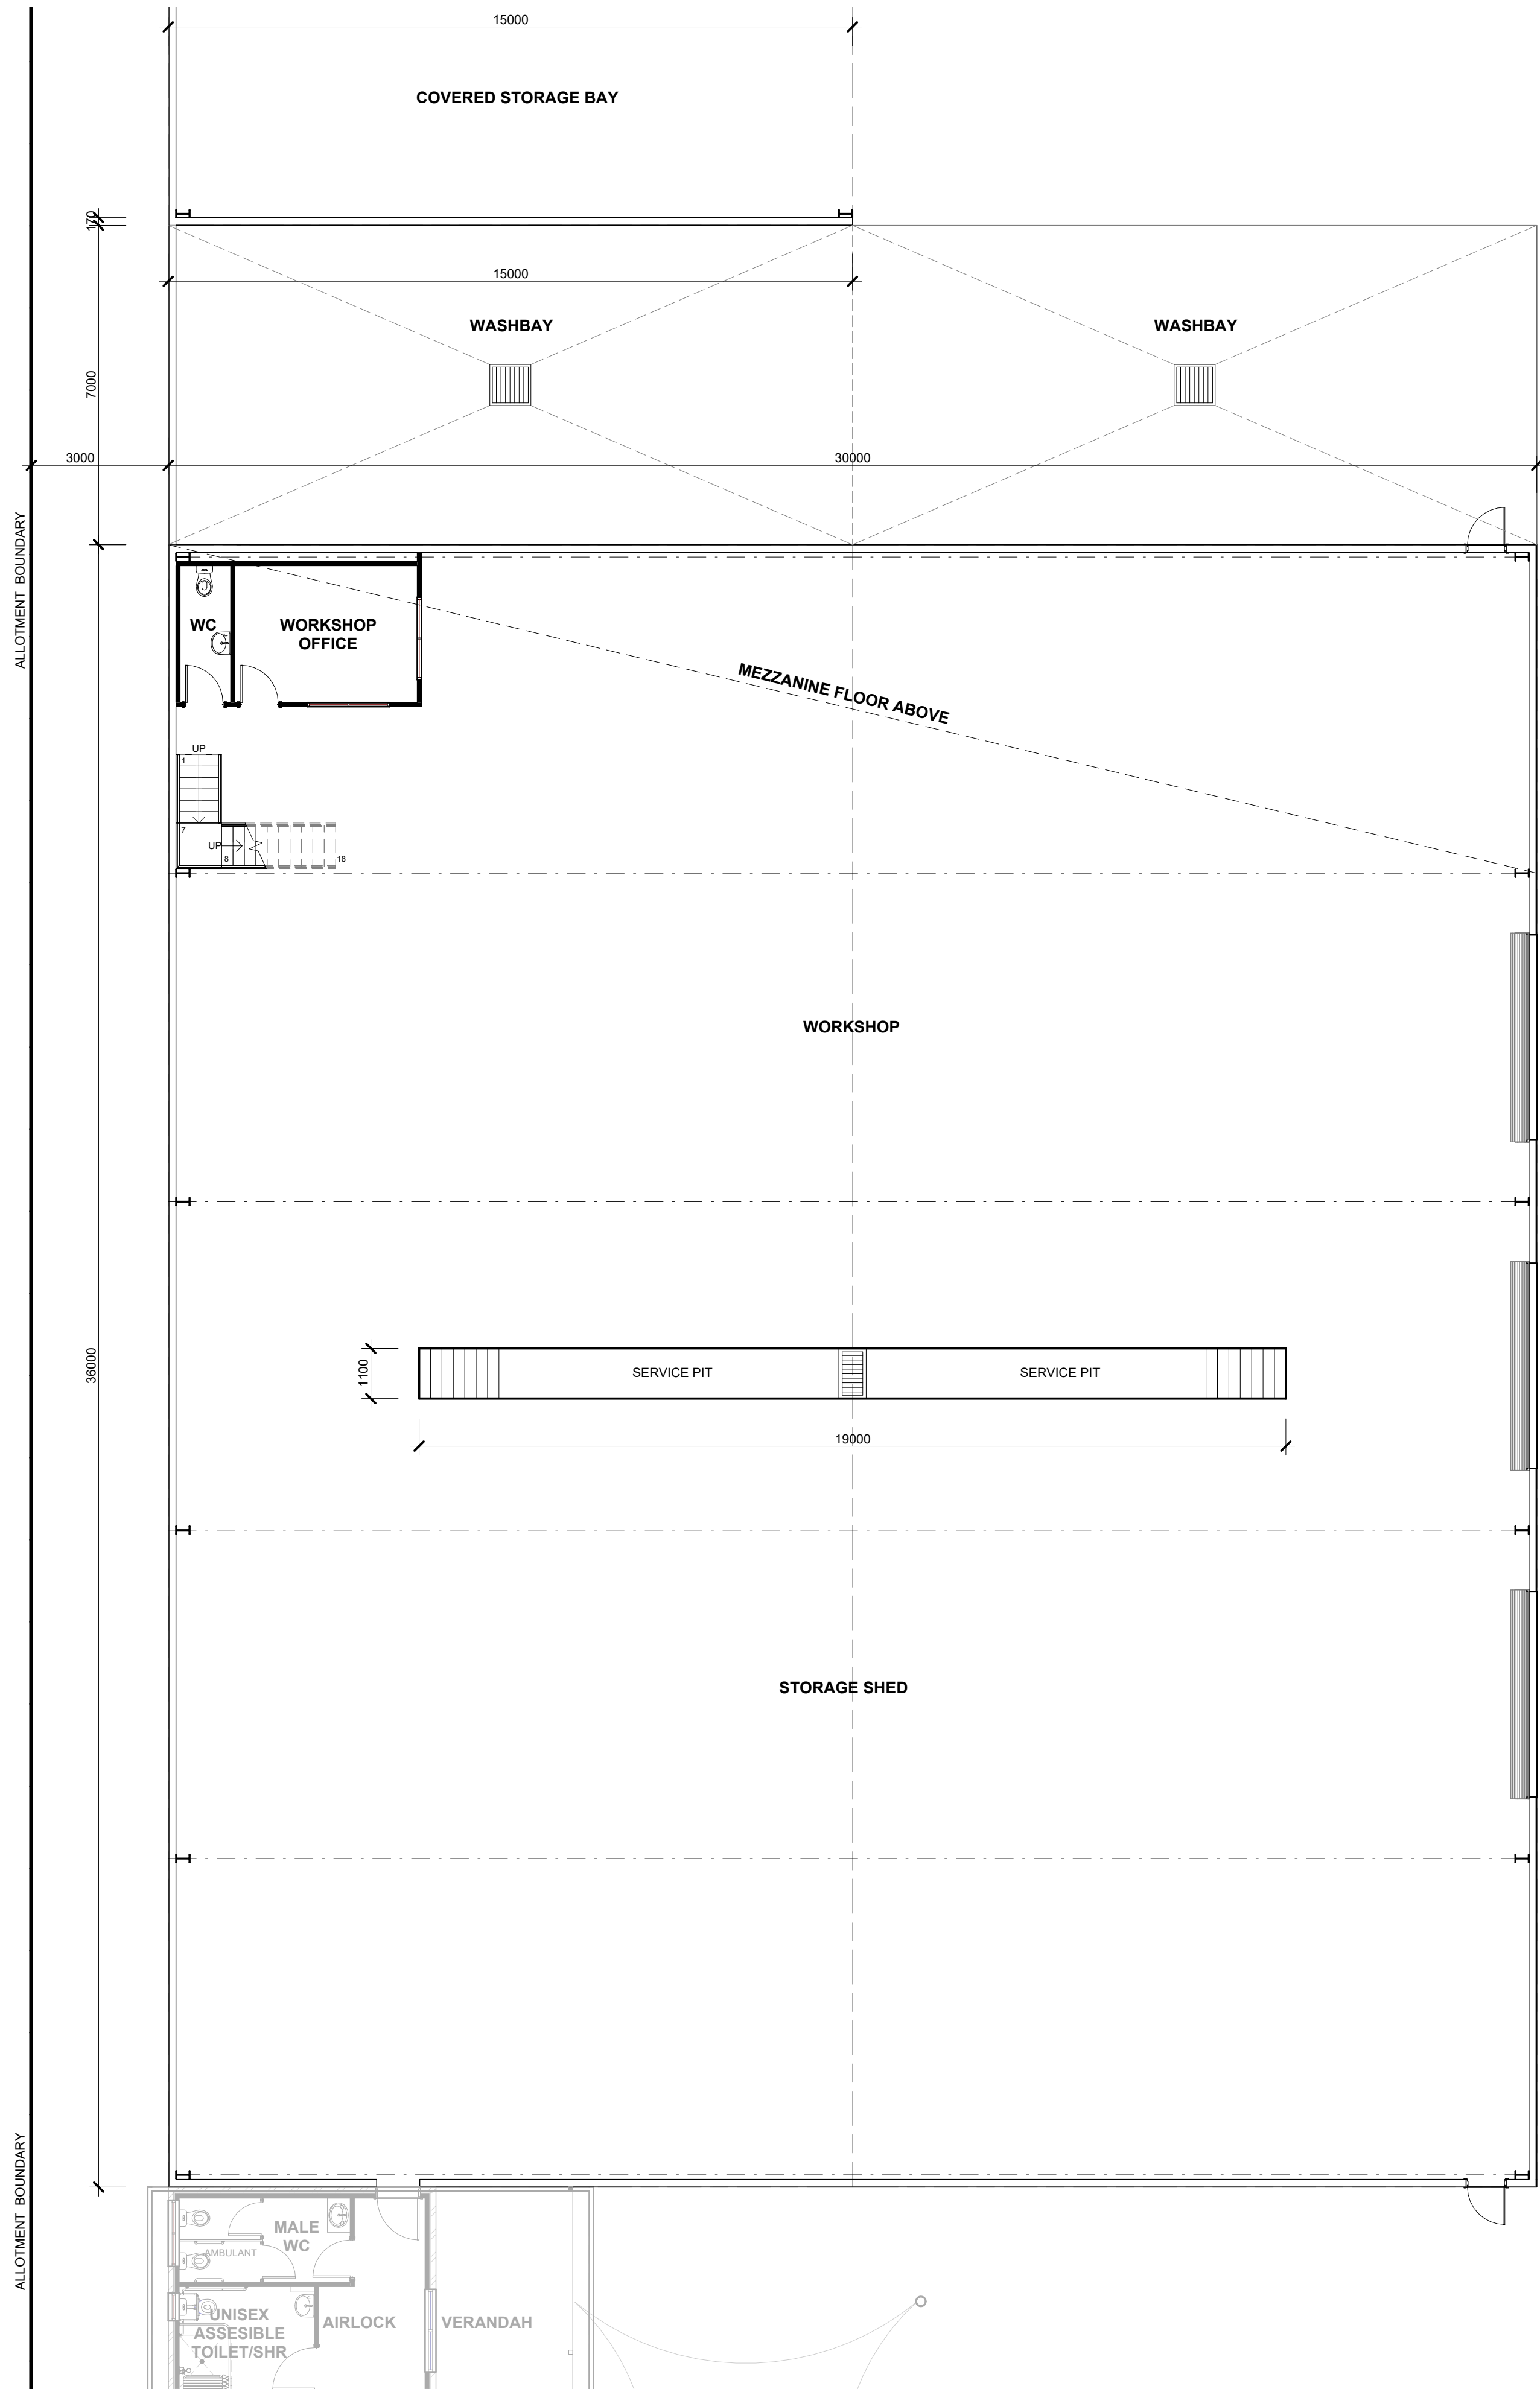 15000
COVERED STORAGE BAY
170
15000
WASHBAY
WASHBAY
7000
3000
30000
ALLOTMENT BOUNDARY
WC
WORKSHOP
OFFICE
MEZZANINE FLOOR ABOVE
UP
1
7
UP
8
18
WORKSHOP
36000
1100
SERVICE PIT
SERVICE PIT
19000
STORAGE SHED
ALLOTMENT BOUNDARY
MALE
WC
AMBULANT
UNISEX
ASSESIBLE
TOILET/SHR
AIRLOCK
VERANDAH